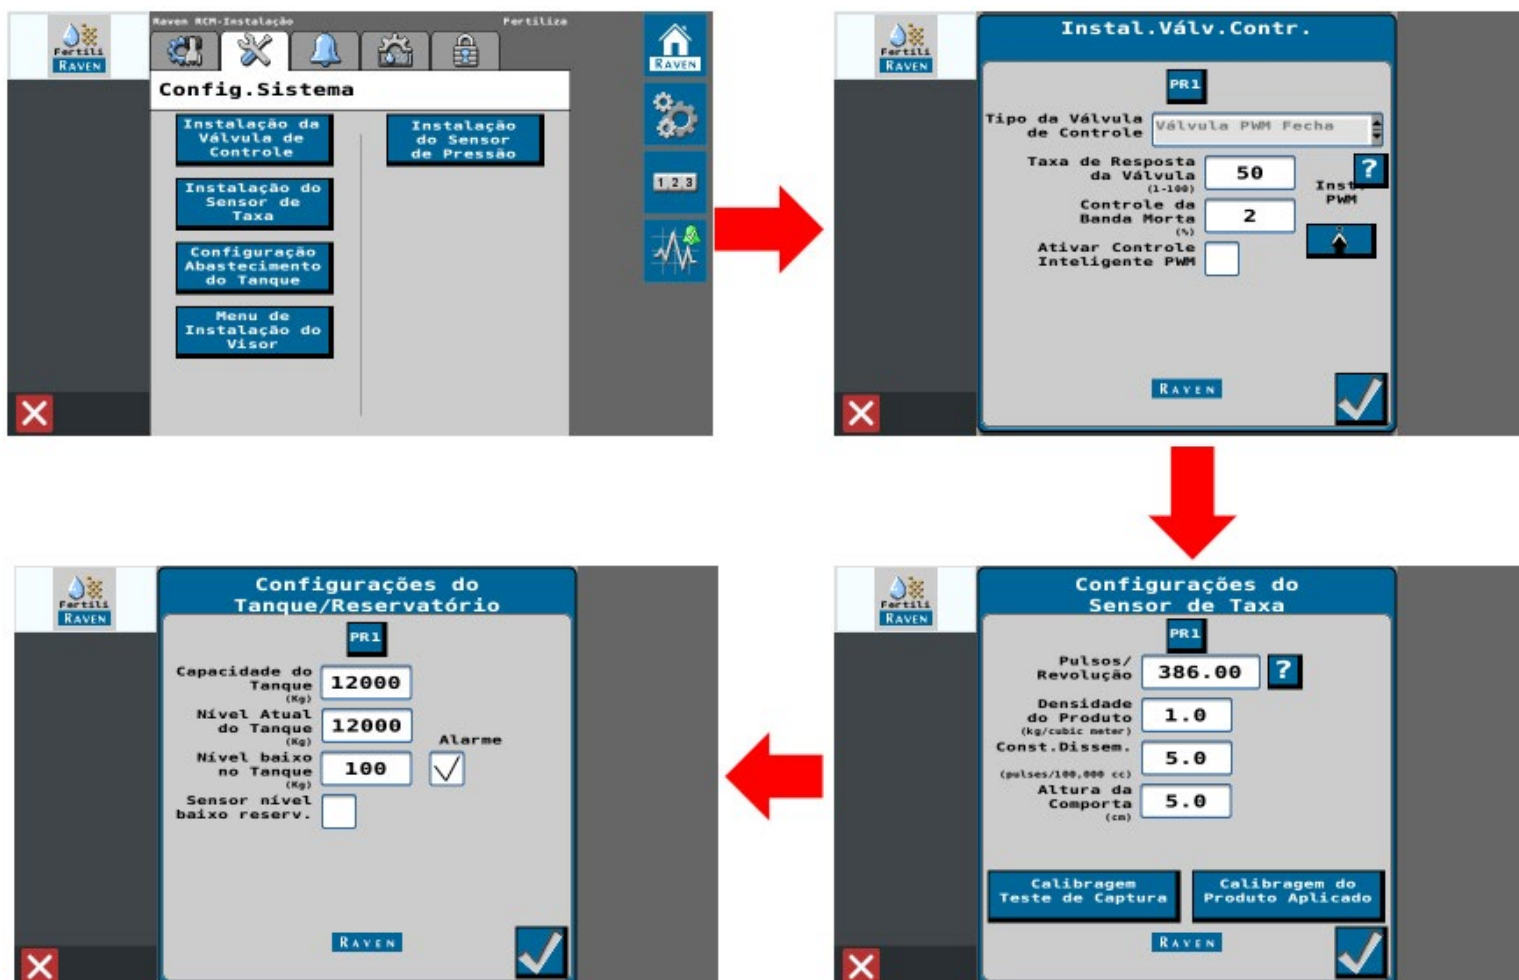 Raven RCM-Instalação Fertiliza
Fertili
RAVEN
RAVEN
Config.Sistema
Instalação da
Válvula de
Controle
Instalação
do Sensor
de Pressão
Instalação do
Sensor de
Taxa
1 2 3
Configuração
Abastecimento
do Tanque
Menu de
Instalação do
Visor
Fertili
RAVEN
Instal.Válv.Contr.
PR1
Tipo da Válvula
de Controle
Válvula PWM Fecha
Taxa de Resposta
da Válvula
(1-100)
50
?
Inst.
PWM
Controle da
Banda Morta
(%)
2
Ativar Controle
Inteligente PWM
RAVEN
Fertili
RAVEN
Configurações do
Tanque/Reservatório
PR1
Capacidade do
Tanque
(Kg)
12000
Nível Atual
do Tanque
(Kg)
12000
Alarme
Nível baixo
no Tanque
(Kg)
100
Sensor nível
baixo reserv.
RAVEN
Fertili
RAVEN
Configurações do
Sensor de Taxa
PR1
Pulsos/
Revolução
386.00
?
Densidade
do Produto
(kg/cubic meter)
1.0
Const.Dissem.
(pulses/100,000 cc)
5.0
Altura da
Comporta
(cm)
5.0
Calibragem
Teste de Captura
Calibragem do
Produto Aplicado
RAVEN